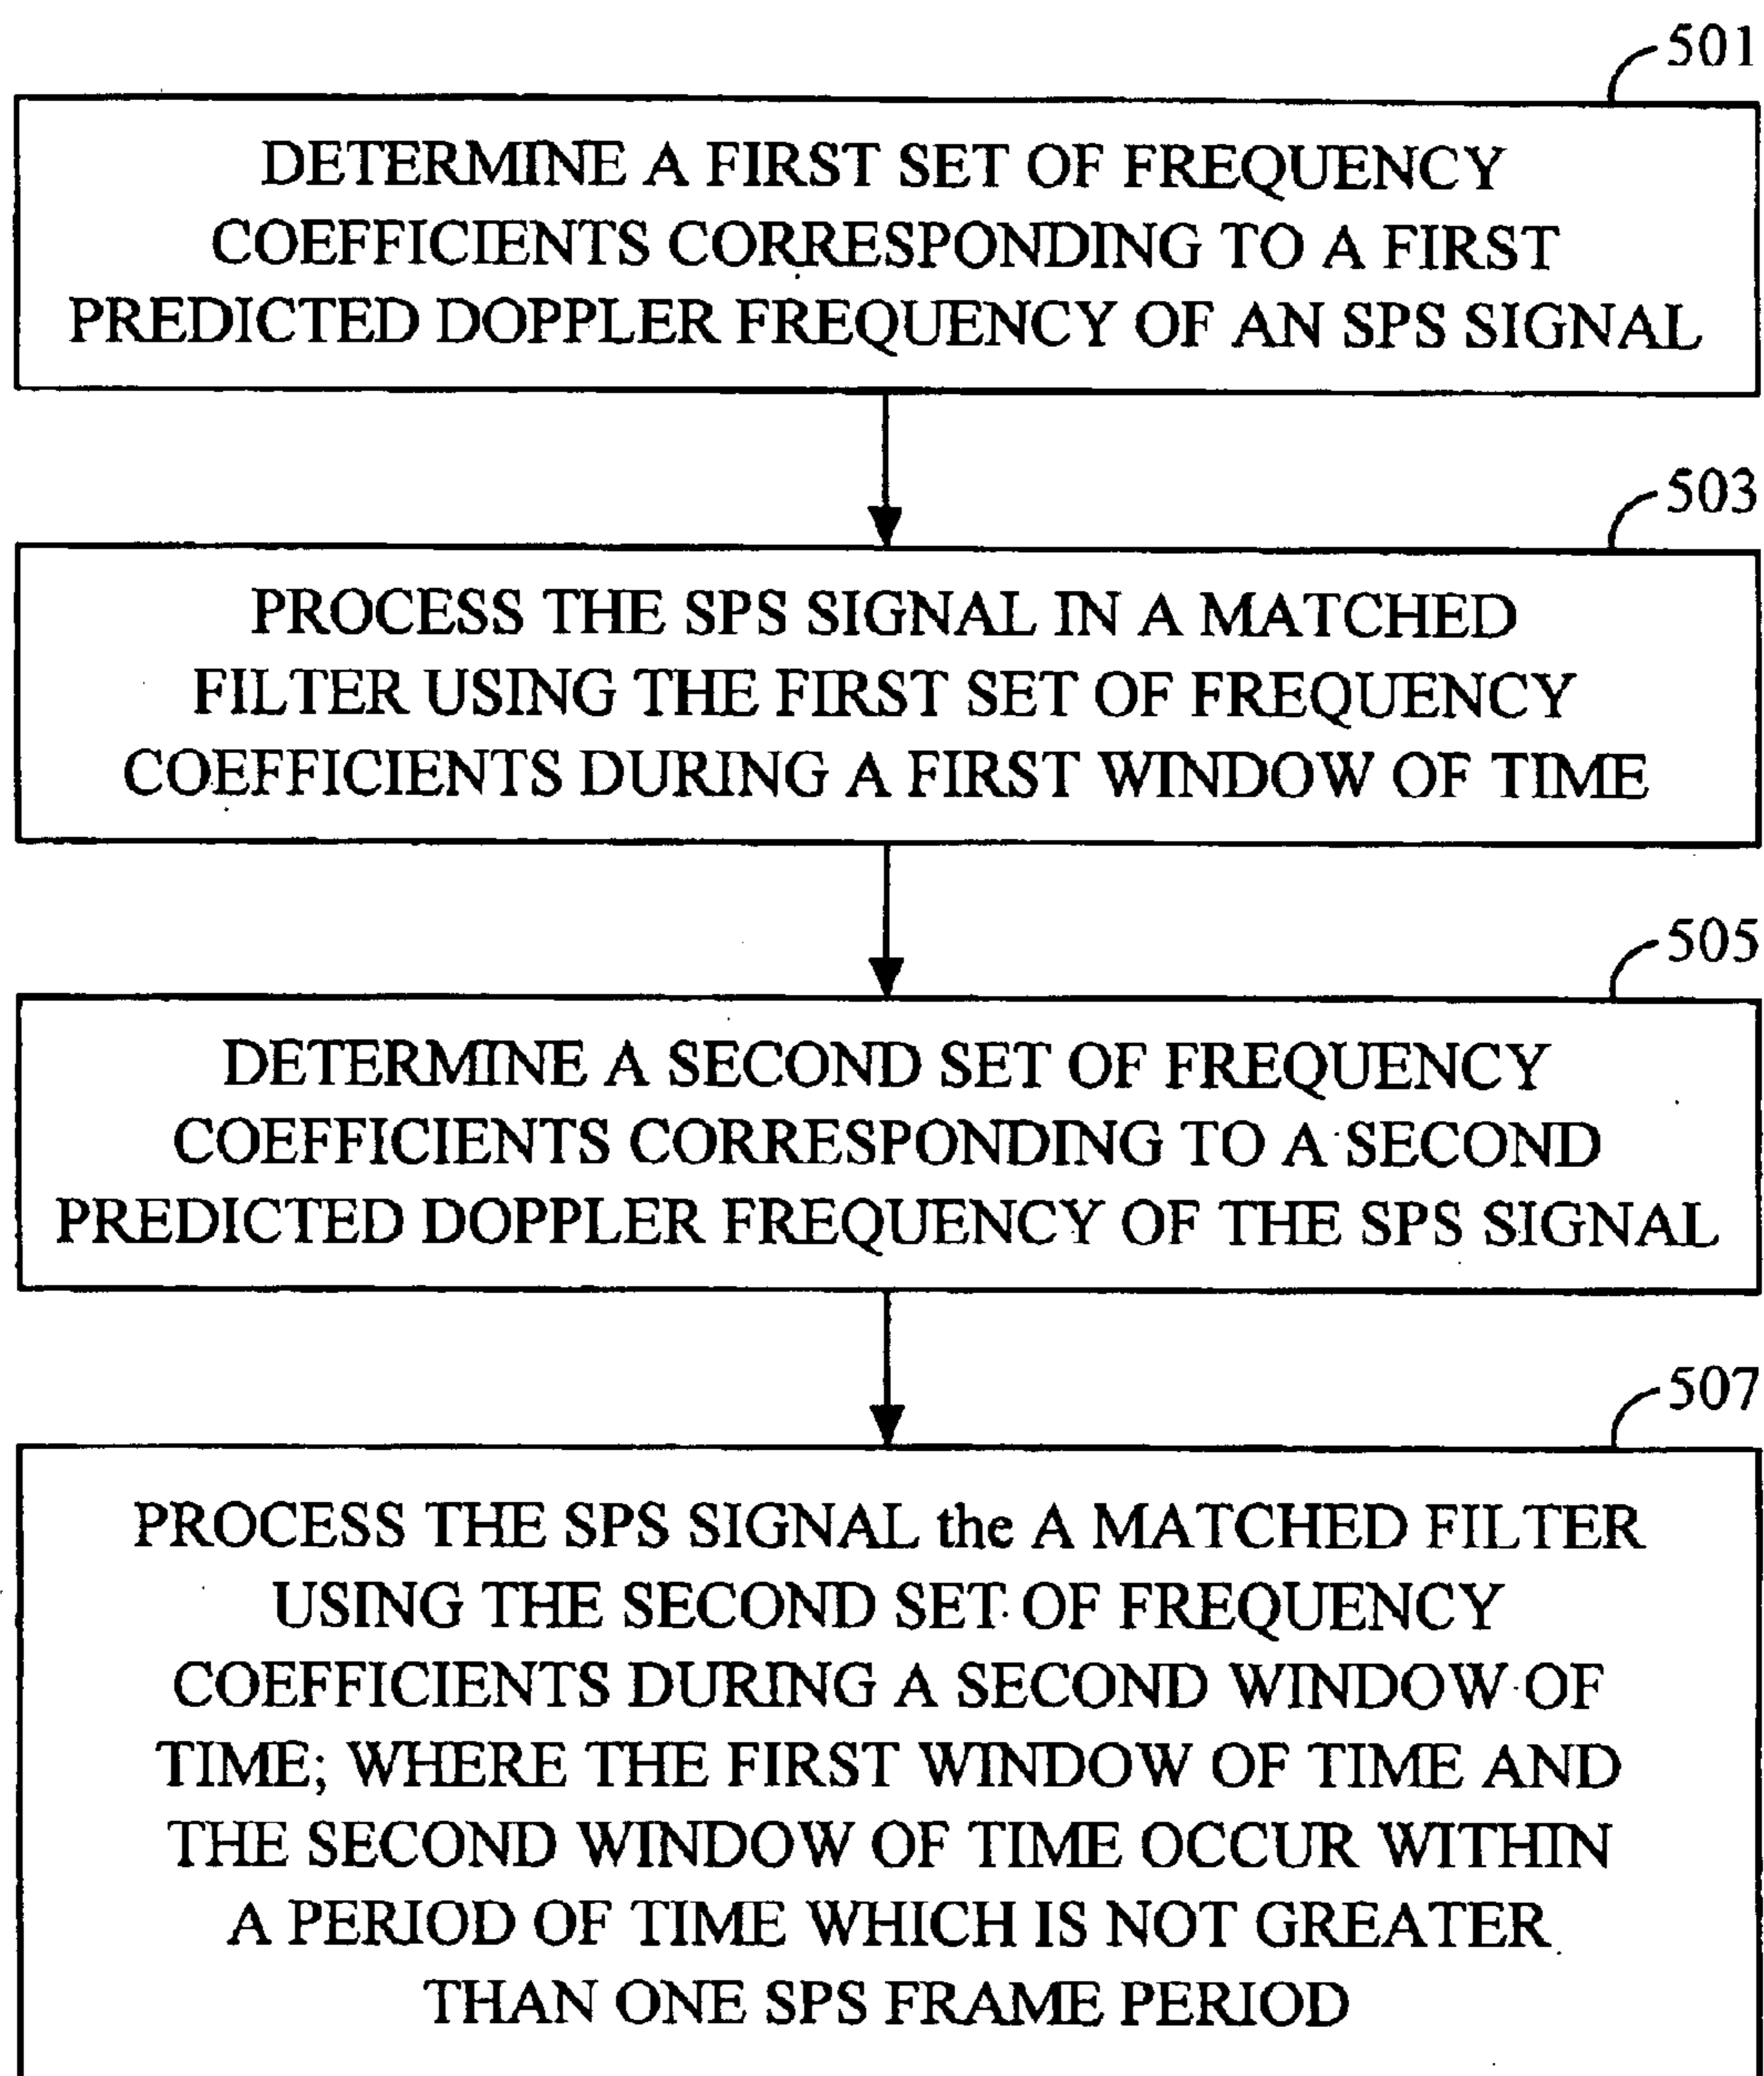 501
DETERMINE A FIRST SET OF FREQUENCY
COEFFICIENTS CORRESPONDING TO A FIRST
PREDICTED DOPPLER FREQUENCY OF AN SPS SIGNAL
503
PROCESS THE SPS SIGNAL IN A MATCHED
FILTER USING THE FIRST SET OF FREQUENCY
COEFFICIENTS DURING A FIRST WINDOW OF TIME
505
DETERMINE A SECOND SET OF FREQUENCY
COEFFICIENTS CORRESPONDING TO A SECOND
PREDICTED DOPPLER FREQUENCY OF THE SPS SIGNAL
507
PROCESS THE SPS SIGNAL the A MATCHED FILTER
USING THE SECOND SET OF FREQUENCY
COEFFICIENTS DURING A SECOND WINDOW OF
TIME; WHERE THE FIRST WINDOW OF TIME AND
THE SECOND WINDOW OF TIME OCCUR WITHIN
A PERIOD OF TIME WHICH IS NOT GREATER
THAN ONE SPS FRAME PERIOD